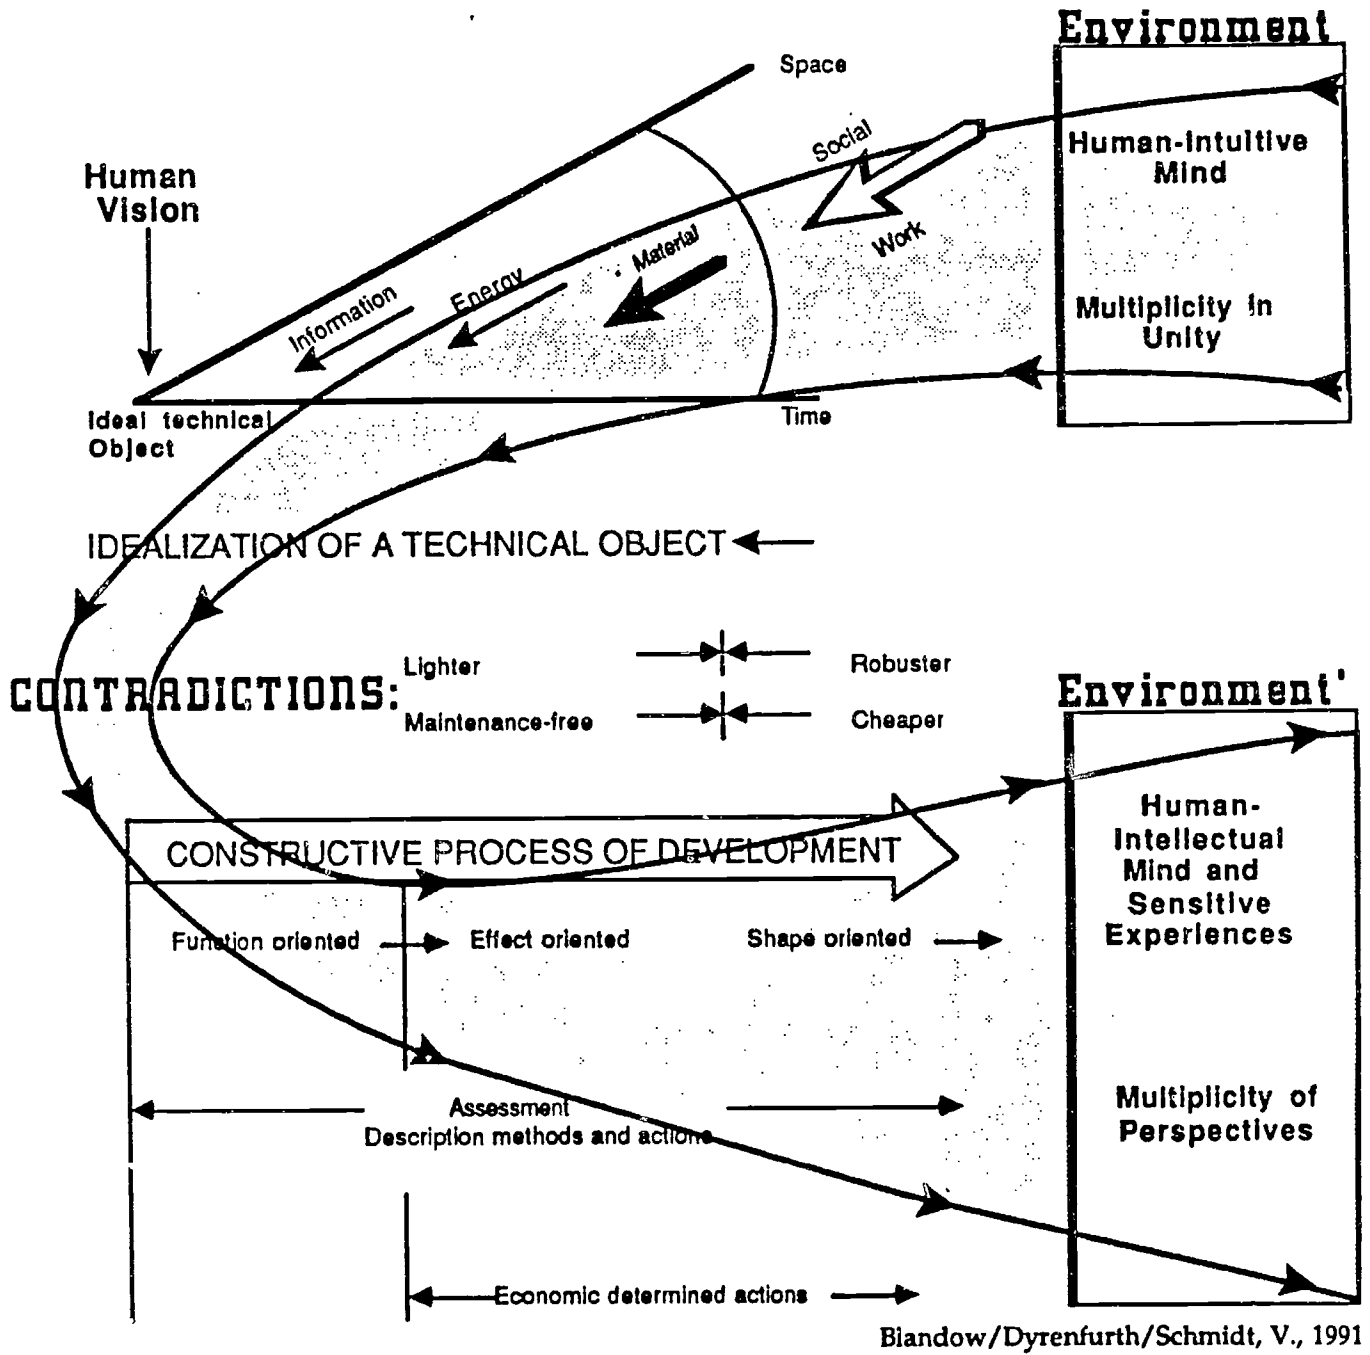 Environment
Space
Social
Human-Intuitive
Mind
Human
Vision
Work
Material
Energy
Information
Multiplicity in
Unity
Ideal technical
Object
Time
IDEALIZATION OF A TECHNICAL OBJECT
CONTRADICTIONS:
Lighter
Robuster
Maintenance-free
Cheaper
Environment'
Human-
Intellectual
Mind and
Sensitive
Experiences
CONSTRUCTIVE PROCESS OF DEVELOPMENT
Function oriented
Effect oriented
Shape oriented
Multiplicity of
Perspectives
Assessment
Description methods and actions
Economic determined actions
Blandow/Dyrenfurth/Schmidt, V., 1991